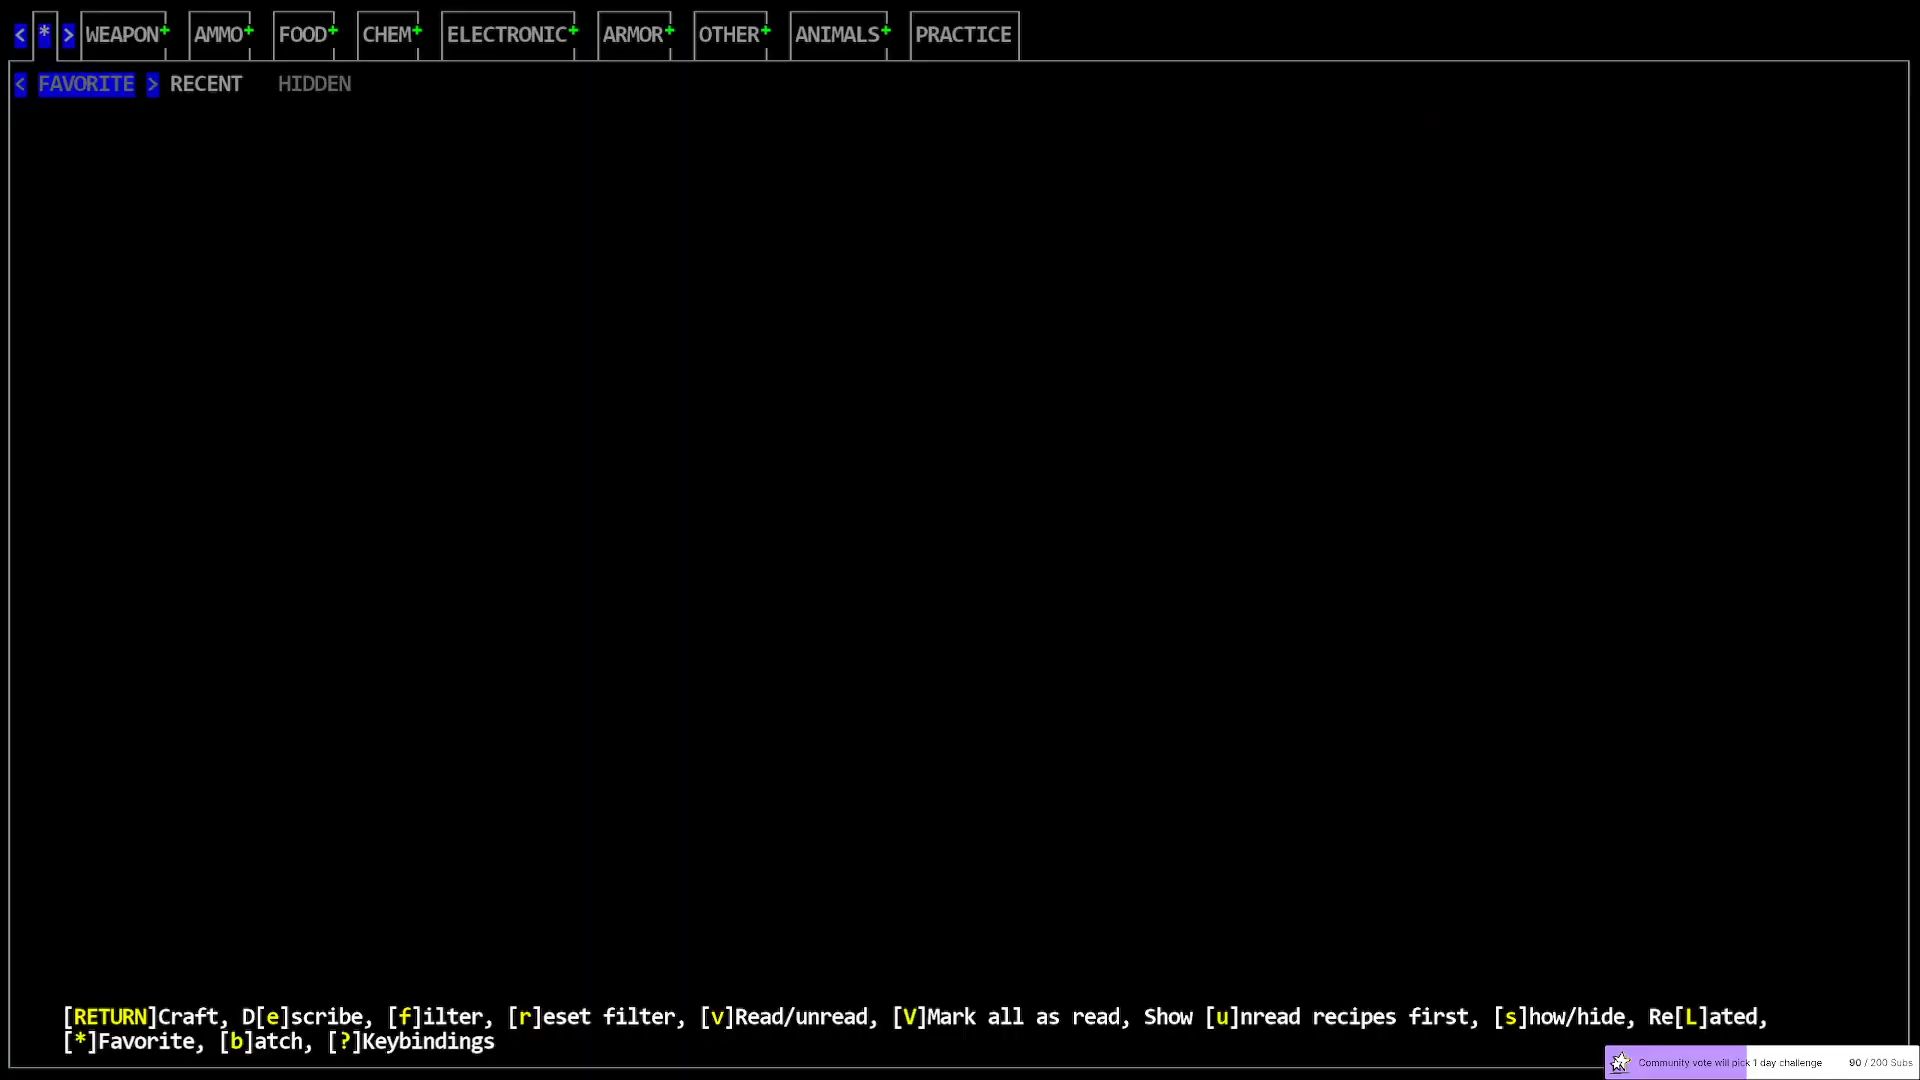 < * > WEAPON+ AMMO+ FOOD+ CHEM+ ELECTRONIC+ ARMOR+ OTHER+ ANIMALS+ PRACTICE
< FAVORITE > RECENT HIDDEN
[RETURN]Craft, D[e]scribe, [f]ilter, [r]eset filter, [v]Read/unread, [V]Mark all as read, Show [u]nread recipes first, [s]how/hide, Re[L]ated,
[*]Favorite, [b]atch, [?]Keybindings
Community vote will pick 1 day challenge 90 / 200 Subs